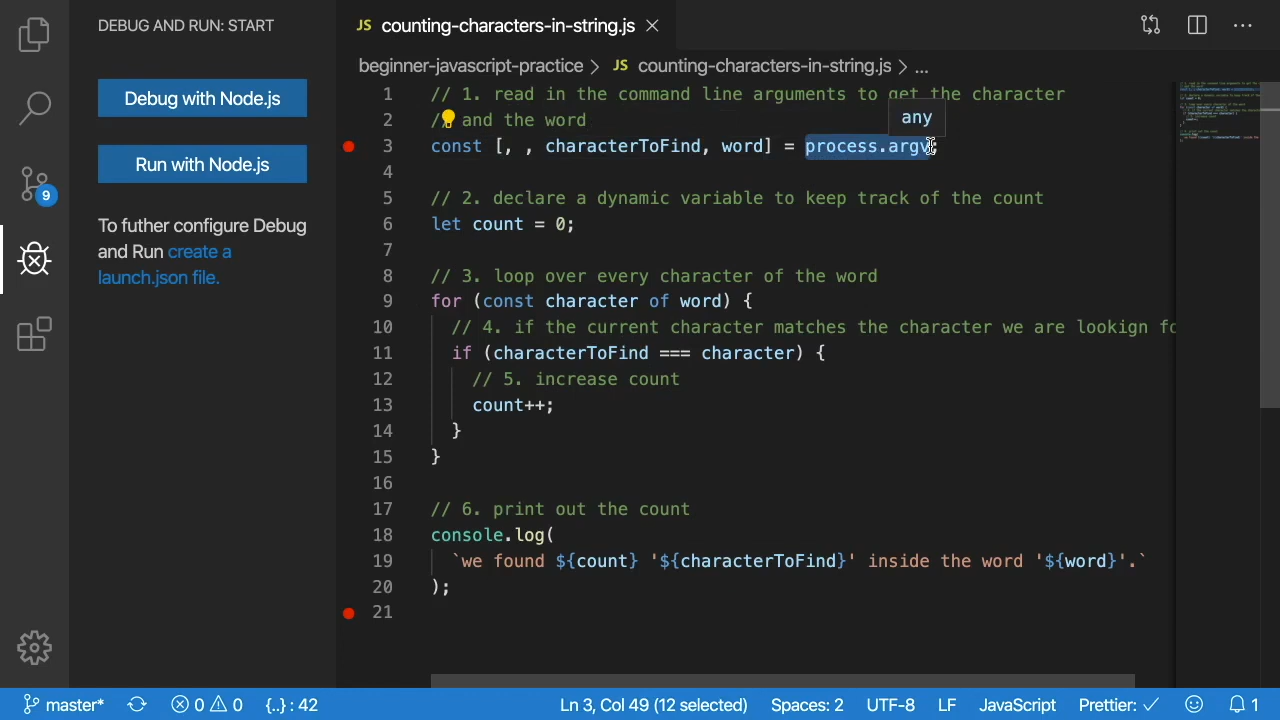 DEBUG AND RUN: START
Debug with Node.js
Run with Node.js
To futher configure Debug
and Run create a
launch.json file.
9
JS counting-characters-in-string.js
beginner-javascript-practice > JS counting-characters-in-string.js > ...
1 // 1. read in the command line arguments to get the character
any
2 // and the word
3 const [, , characterToFind, word] = process.argv;
4
5 // 2. declare a dynamic variable to keep track of the count
6 let count = 0;
7
8 // 3. loop over every character of the word
9 for (const character of word) {
10 // 4. if the current character matches the character we are lookign fo
11 if (characterToFind === character) {
12 // 5. increase count
13 count++;
14 }
15 }
16
17 // 6. print out the count
18 console.log(
19 `we found ${count} '${characterToFind}' inside the word '${word}'.`
20 );
21
master* 0 0 {..} : 42 Ln 3, Col 49 (12 selected) Spaces: 2 UTF-8 LF JavaScript Prettier: ✓ 1